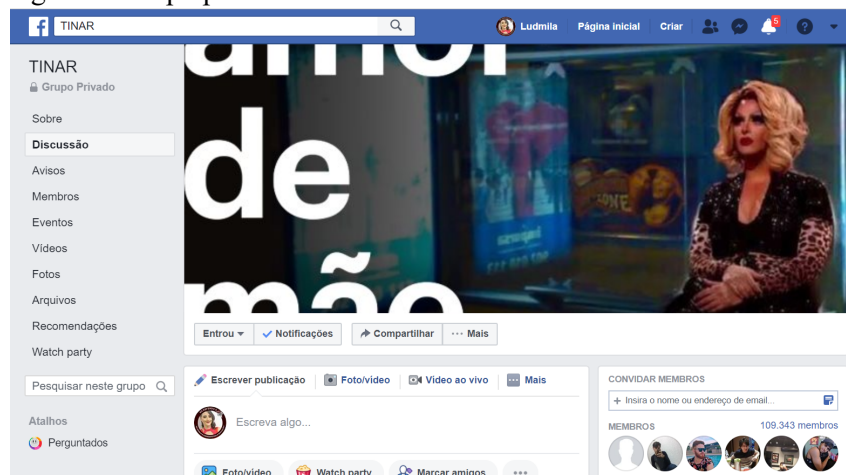 TINAR
Ludmila
Página inicial
Criar
5
TINAR
Grupo Privado
Sobre
Discussão
Avisos
Membros
Eventos
Vídeos
Fotos
Arquivos
Recomendações
Watch party
Pesquisar neste grupo
Atalhos
Perguntados
amor
de
mão
Entrou
Notificações
Compartilhar
Mais
Escrever publicação
Foto/vídeo
Vídeo ao vivo
Mais
Escreva algo...
Foto/vídeo
Watch party
Marcar amigos
CONVIDAR MEMBROS
+ Insira o nome ou endereço de email...
MEMBROS
109.343 membros